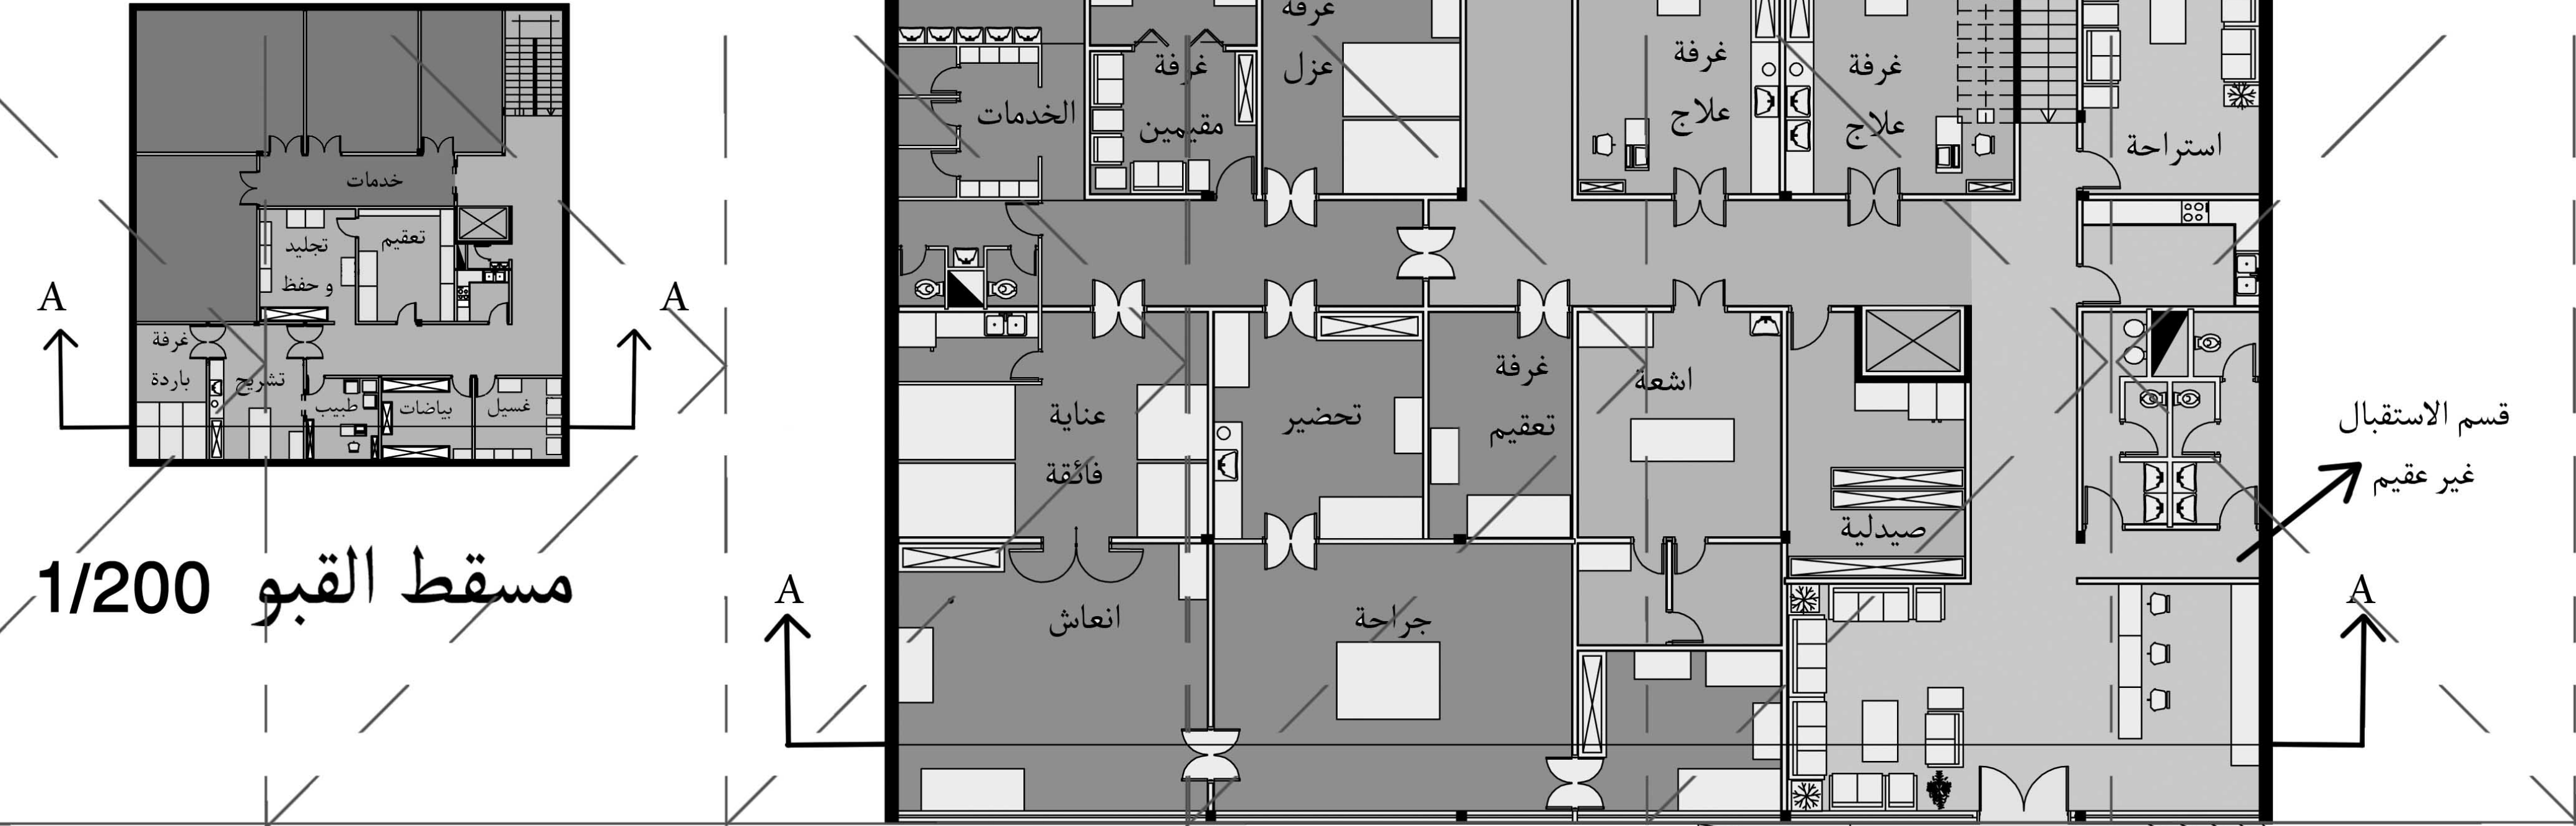 خدمات
تعقيم
تجليد
و حفظ
غرفة
باردة
تشريح
طبيب
بياضات
غسيل
A
A
مسقط القبو 1/200
غرفة
عزل
غرفة
مقيمين
الخدمات
غرفة
علاج
غرفة
علاج
استراحة
عناية
فائقة
تحضير
غرفة
تعقيم
اشعة
صيدلية
قسم الاستقبال
غير عقيم
انعاش
جراحة
A
A